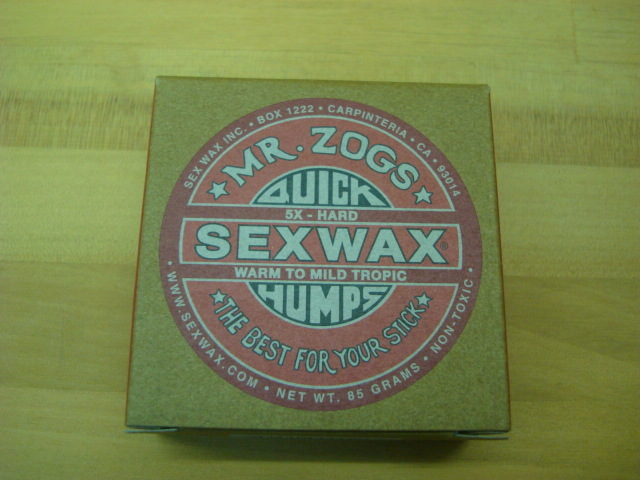 SEX WAX INC. • BOX 1222 • CARPINTERIA • CA • 93014
★ MR. ZOGS ★
QUICK
5X - HARD
SEXWAX®
WARM TO MILD TROPIC
HUMPS
★ THE BEST FOR YOUR STICK ★
• WWW.SEXWAX.COM • NET WT. 85 GRAMS • NON-TOXIC •